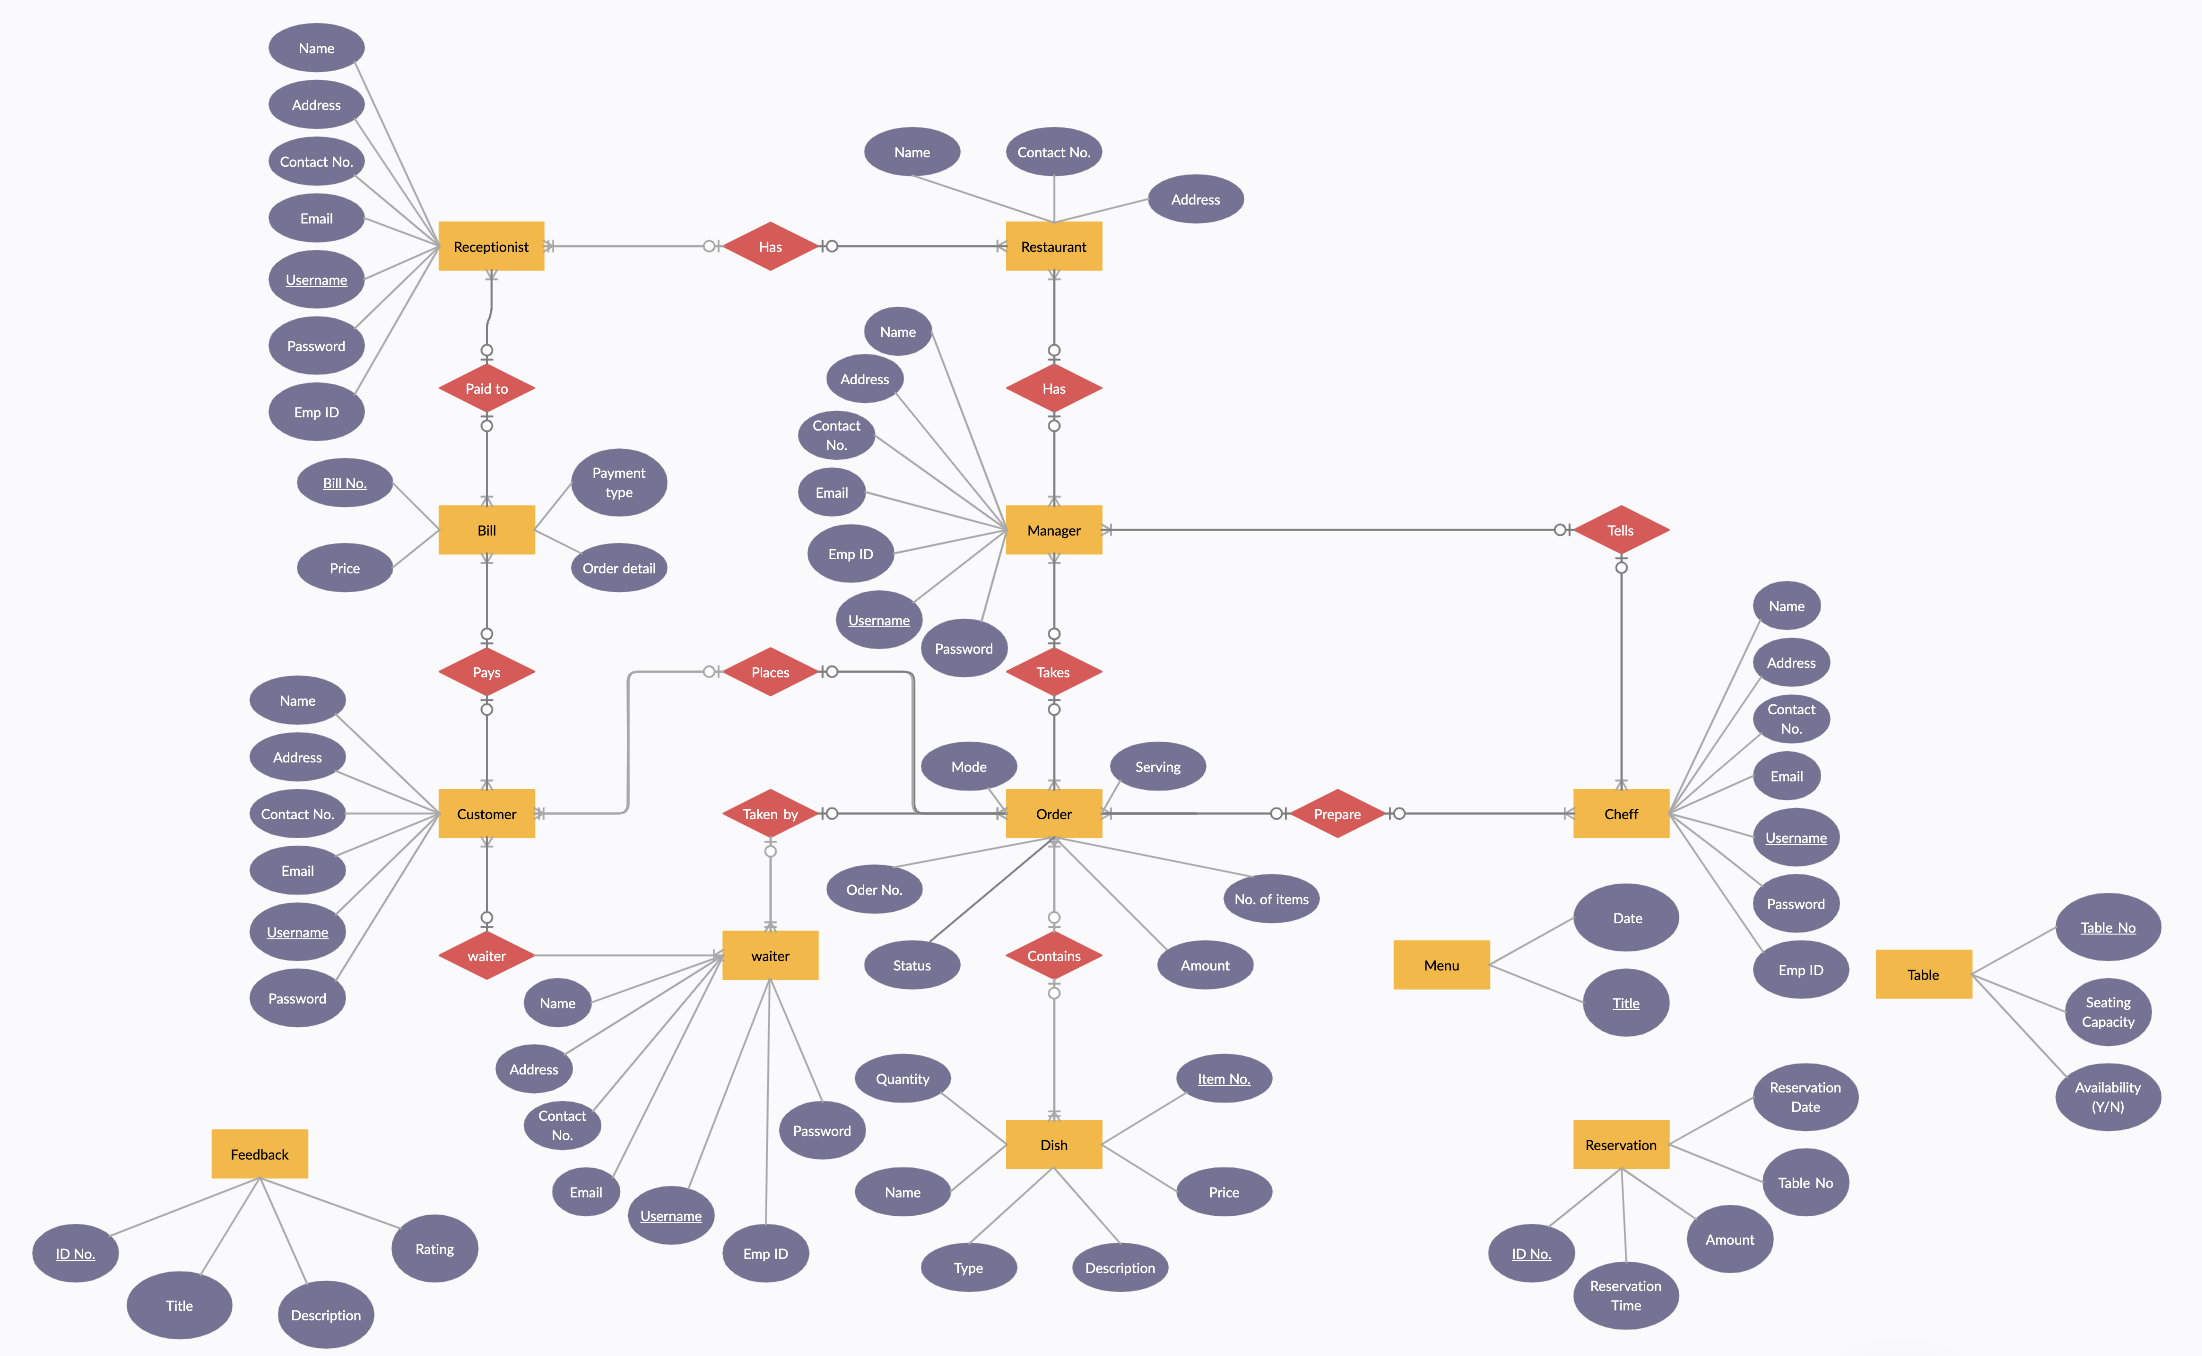 Name
Address
Contact No.
Email
Username
Password
Emp ID
Receptionist
Has
Restaurant
Name
Contact No.
Address
Paid to
Has
Name
Address
Contact
No.
Email
Emp ID
Username
Password
Manager
Tells
Bill No.
Price
Bill
Payment
type
Order detail
Pays
Places
Takes
Name
Address
Contact No.
Email
Username
Password
Customer
Taken by
Mode
Serving
Order
Prepare
Cheff
Name
Address
Contact
No.
Email
Username
Password
Emp ID
Oder No.
Status
No. of items
Amount
Contains
waiter
waiter
Name
Address
Contact
No.
Email
Username
Emp ID
Password
Menu
Date
Title
Table
Table No
Seating
Capacity
Availability
(Y/N)
Quantity
Item No.
Dish
Name
Price
Type
Description
Reservation
Reservation
Date
Table No
Amount
ID No.
Reservation
Time
Feedback
ID No.
Title
Description
Rating